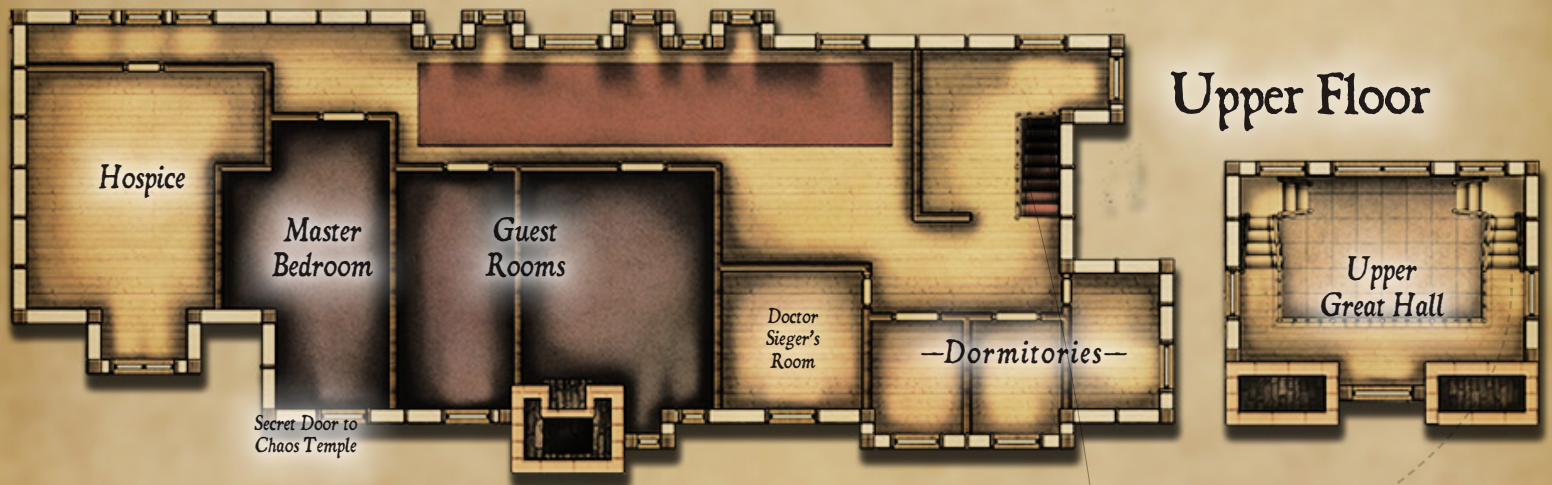 Upper Floor
Hospice
Master
Bedroom
Guest
Rooms
Upper
Great Hall
Doctor
Sieger's
Room
—Dormitories—
Secret Door to
Chaos Temple